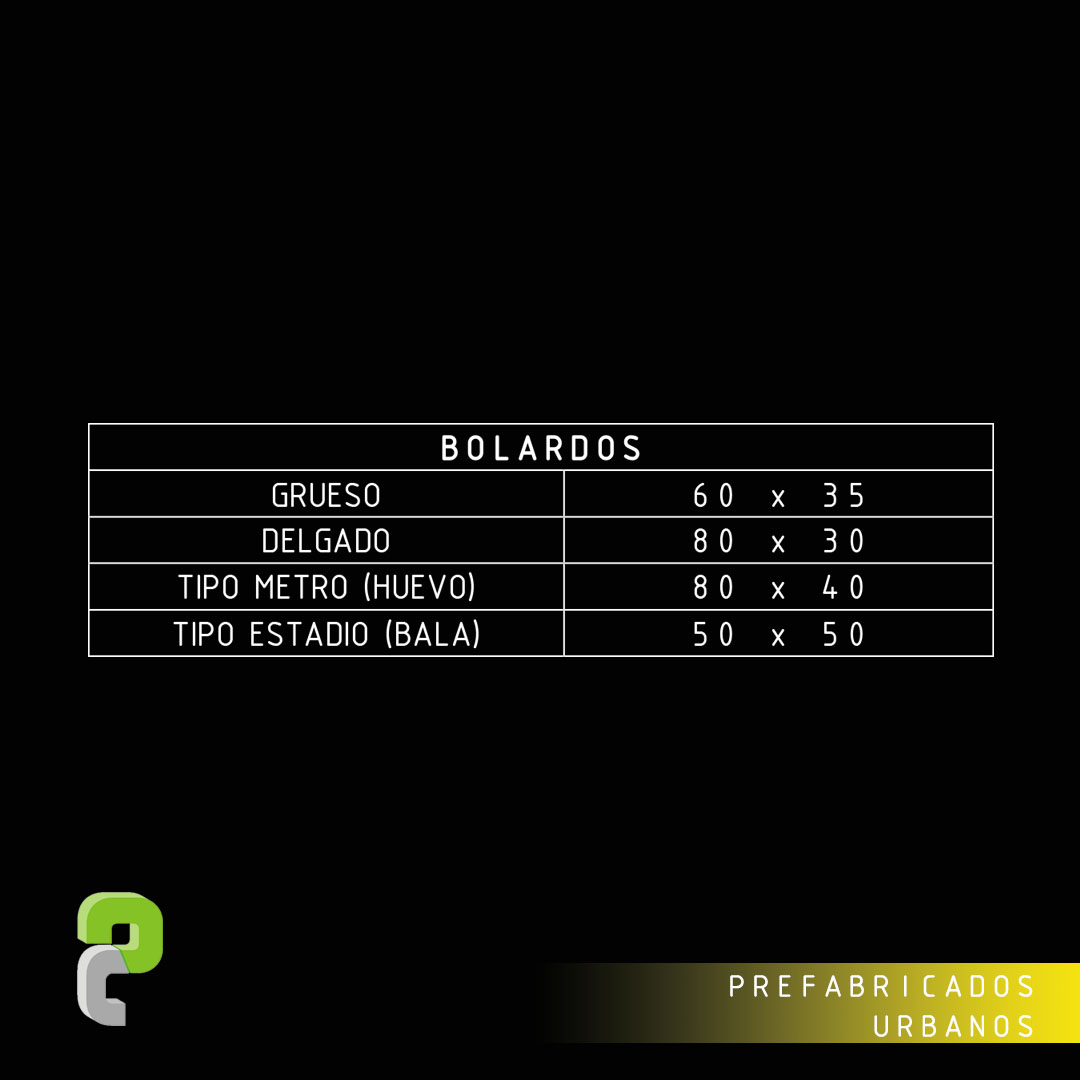 BOLARDOS
GRUESO 60 x 35
DELGADO 80 x 30
TIPO METRO (HUEVO) 80 x 40
TIPO ESTADIO (BALA) 50 x 50
PREFABRICADOS
URBANOS